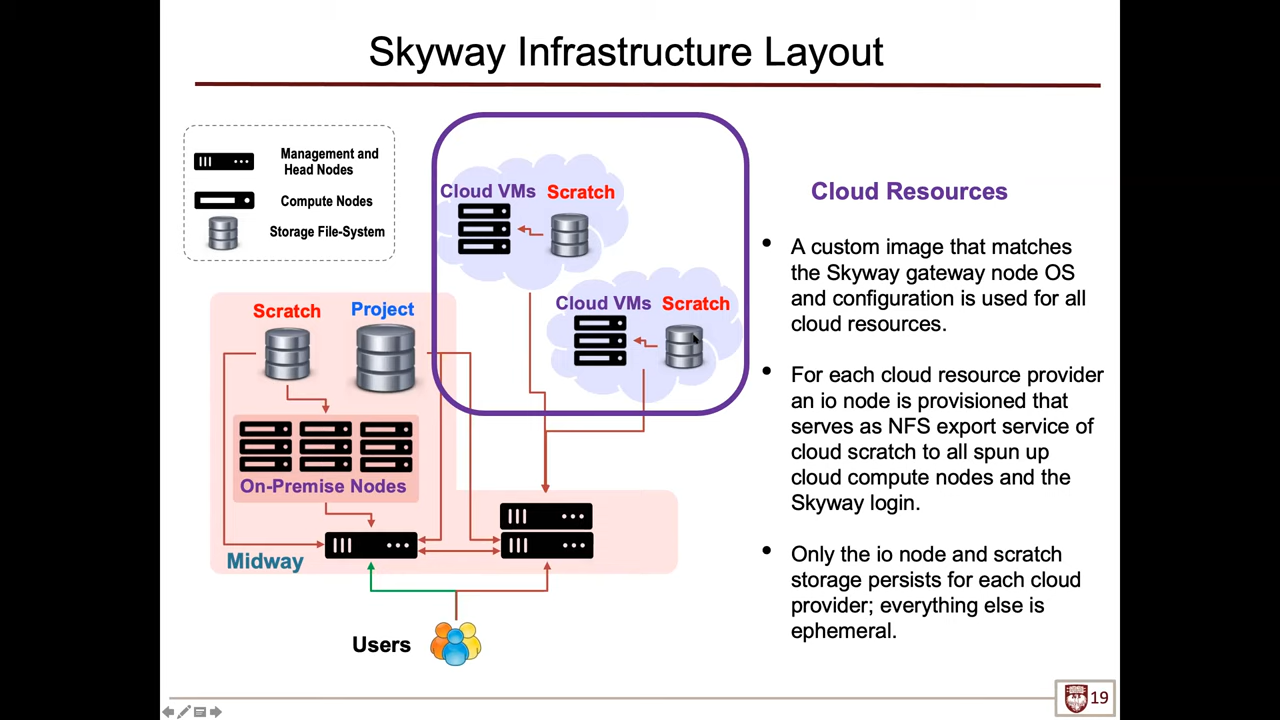 Skyway Infrastructure Layout
Management and
Head Nodes
Compute Nodes
Storage File-System
Cloud VMs Scratch
Cloud VMs Scratch
Scratch Project
On-Premise Nodes
Midway
Users
Cloud Resources
• A custom image that matches
the Skyway gateway node OS
and configuration is used for all
cloud resources.
• For each cloud resource provider
an io node is provisioned that
serves as NFS export service of
cloud scratch to all spun up
cloud compute nodes and the
Skyway login.
• Only the io node and scratch
storage persists for each cloud
provider; everything else is
ephemeral.
19